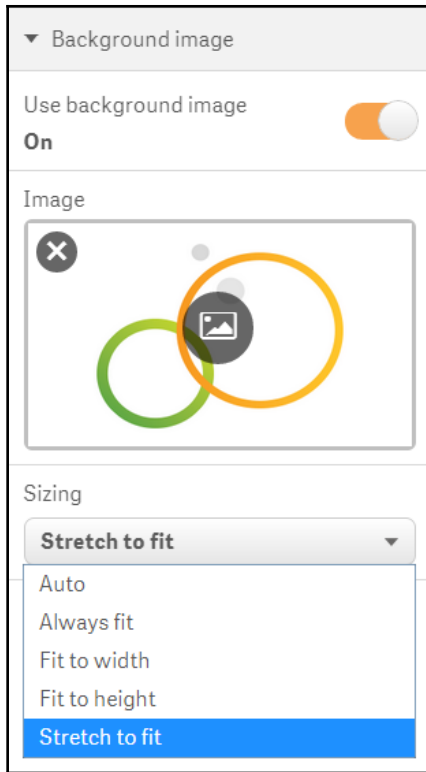 Background image
Use background image
On
Image
Sizing
Stretch to fit
Auto
Always fit
Fit to width
Fit to height
Stretch to fit